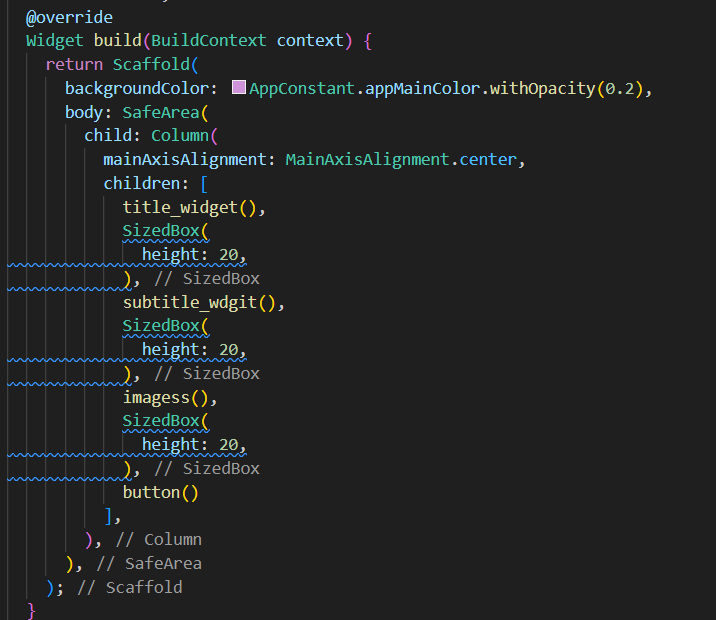 @override
Widget build(BuildContext context) {
return Scaffold(
backgroundColor: AppConstant.appMainColor.withOpacity(0.2),
body: SafeArea(
child: Column(
mainAxisAlignment: MainAxisAlignment.center,
children: [
title_widget(),
SizedBox(
height: 20,
), // SizedBox
subtitle_wdgit(),
SizedBox(
height: 20,
), // SizedBox
imagess(),
SizedBox(
height: 20,
), // SizedBox
button()
],
), // Column
), // SafeArea
); // Scaffold
}